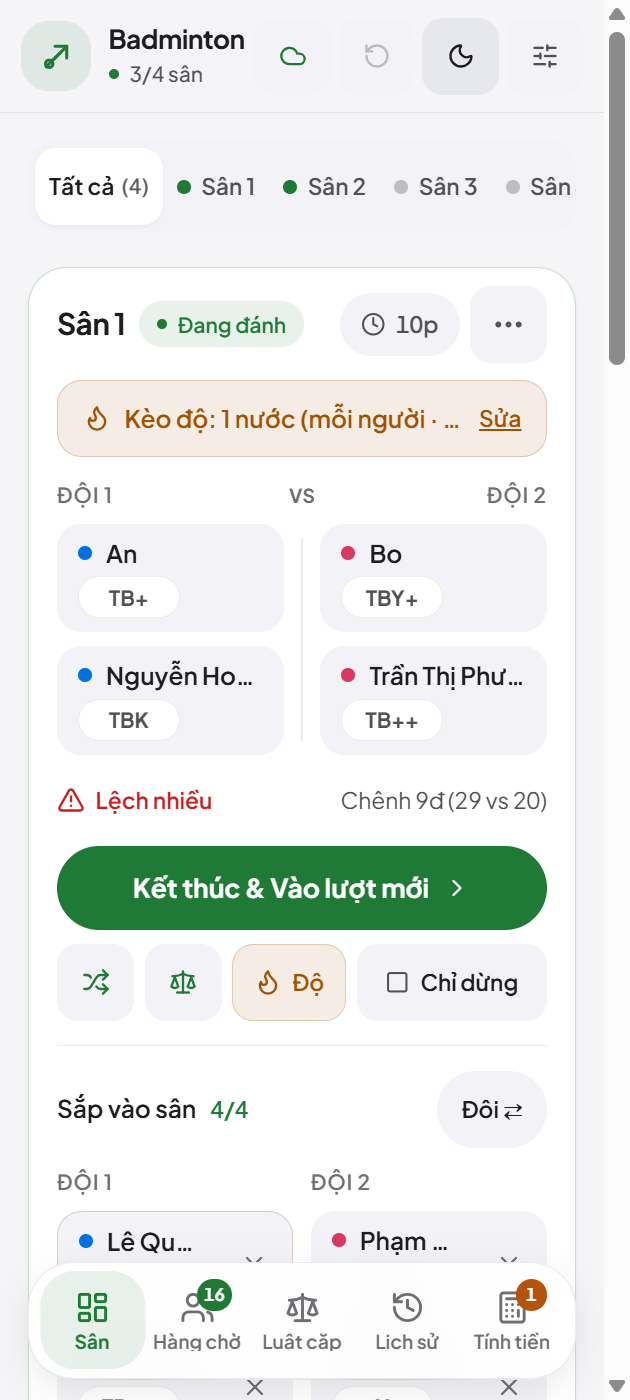 Badminton
3/4 sân
Tất cả (4) Sân 1 Sân 2 Sân 3 Sân
Sân 1 Đang đánh 10p
Kèo độ: 1 nước (mỗi người · ... Sửa
ĐỘI 1 VS ĐỘI 2
An Bo
TB+ TBY+
Nguyễn Ho... Trần Thị Phư...
TBK TB++
Lệch nhiều Chênh 9đ (29 vs 20)
Kết thúc & Vào lượt mới
Độ Chỉ dừng
Sắp vào sân 4/4 Đôi ⇄
ĐỘI 1 ĐỘI 2
Lê Qu... Phạm ...
16 1
Sân Hàng chờ Luật cặp Lịch sử Tính tiền